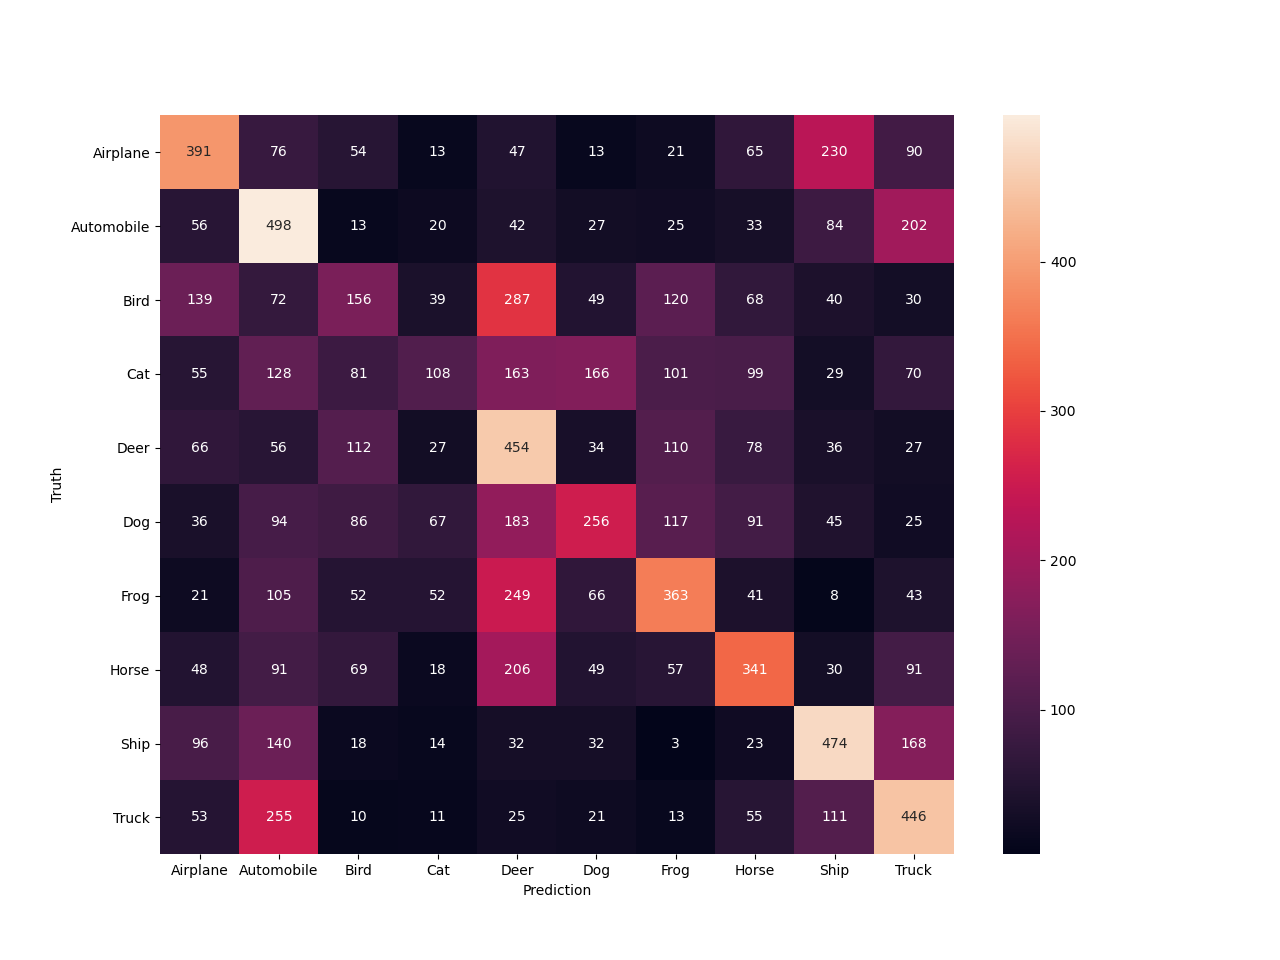 Airplane 391 76 54 13 47 13 21 65 230 90
Automobile 56 498 13 20 42 27 25 33 84 202
Bird 139 72 156 39 287 49 120 68 40 30
Cat 55 128 81 108 163 166 101 99 29 70
Deer 66 56 112 27 454 34 110 78 36 27
Dog 36 94 86 67 183 256 117 91 45 25
Frog 21 105 52 52 249 66 363 41 8 43
Horse 48 91 69 18 206 49 57 341 30 91
Ship 96 140 18 14 32 32 3 23 474 168
Truck 53 255 10 11 25 21 13 55 111 446
Airplane Automobile Bird Cat Deer Dog Frog Horse Ship Truck
Prediction
Truth
400
300
200
100